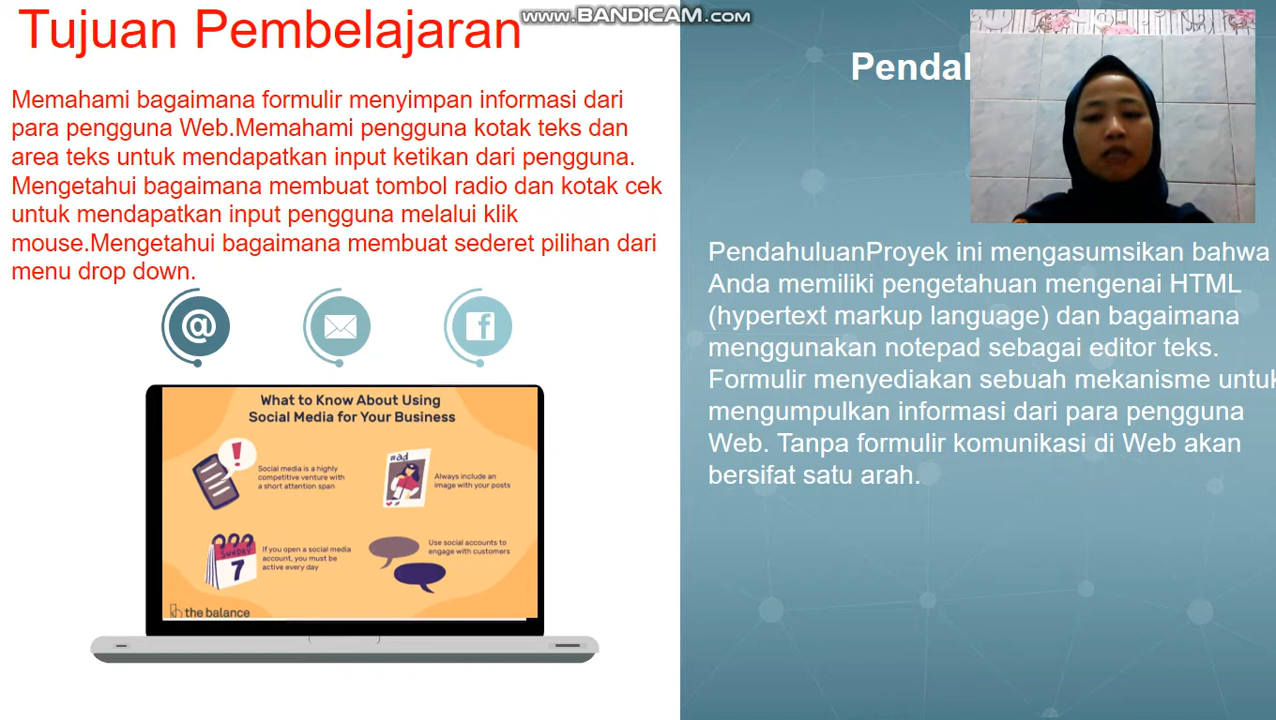 www.BANDICAM.com
Tujuan Pembelajaran
Memahami bagaimana formulir menyimpan informasi dari
para pengguna Web.Memahami pengguna kotak teks dan
area teks untuk mendapatkan input ketikan dari pengguna.
Mengetahui bagaimana membuat tombol radio dan kotak cek
untuk mendapatkan input pengguna melalui klik
mouse.Mengetahui bagaimana membuat sederet pilihan dari
menu drop down.
@
f
What to Know About Using
Social Media for Your Business
!
Social media is a highly
competitive venture with
a short attention span
#ad
Always include an
image with your posts
SUNDAY
7
If you open a social media
account, you must be
active every day
Use social accounts to
engage with customers
the balance
Pendah
PendahuluanProyek ini mengasumsikan bahwa
Anda memiliki pengetahuan mengenai HTML
(hypertext markup language) dan bagaimana
menggunakan notepad sebagai editor teks.
Formulir menyediakan sebuah mekanisme untuk
mengumpulkan informasi dari para pengguna
Web. Tanpa formulir komunikasi di Web akan
bersifat satu arah.